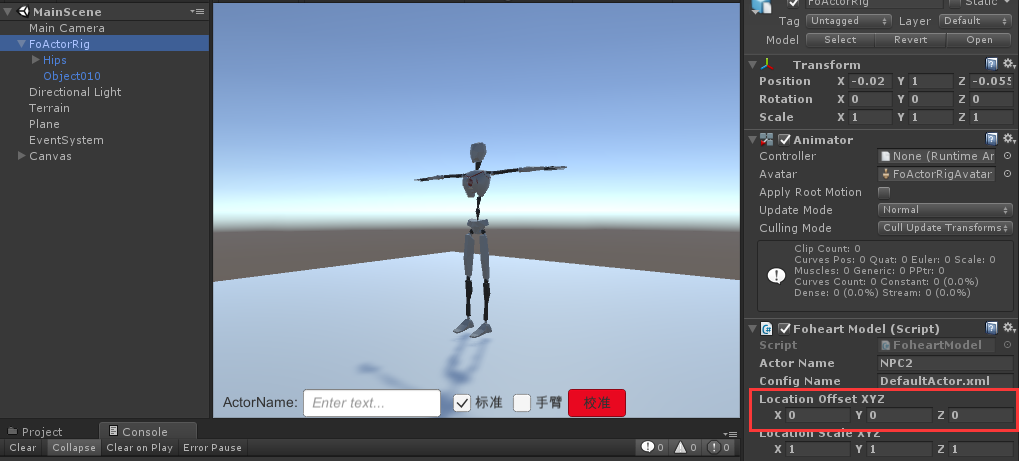 MainScene
Main Camera
FoActorRig
Hips
Object010
Directional Light
Terrain
Plane
EventSystem
Canvas
ActorName: Enter text... 标准 手臂 校准
Project Console
Clear Collapse Clear on Play Error Pause 0 0 0
FoActorRig Static
Tag Untagged Layer Default
Model Select Revert Open
Transform
Position X -0.02 Y 1 Z -0.055
Rotation X 0 Y 0 Z 0
Scale X 1 Y 1 Z 1
Animator
Controller None (Runtime Ar
Avatar FoActorRigAvatar
Apply Root Motion
Update Mode Normal
Culling Mode Cull Update Transforms
Clip Count: 0
Curves Pos: 0 Quat: 0 Euler: 0 Scale: 0
Muscles: 0 Generic: 0 PPtr: 0
Curves Count: 0 Constant: 0 (0.0%)
Dense: 0 (0.0%) Stream: 0 (0.0%)
Foheart Model (Script)
Script FoheartModel
Actor Name NPC2
Config Name DefaultActor.xml
Location Offset XYZ
X 0 Y 0 Z 0
Location Scale XYZ
X 1 Y 1 Z 1